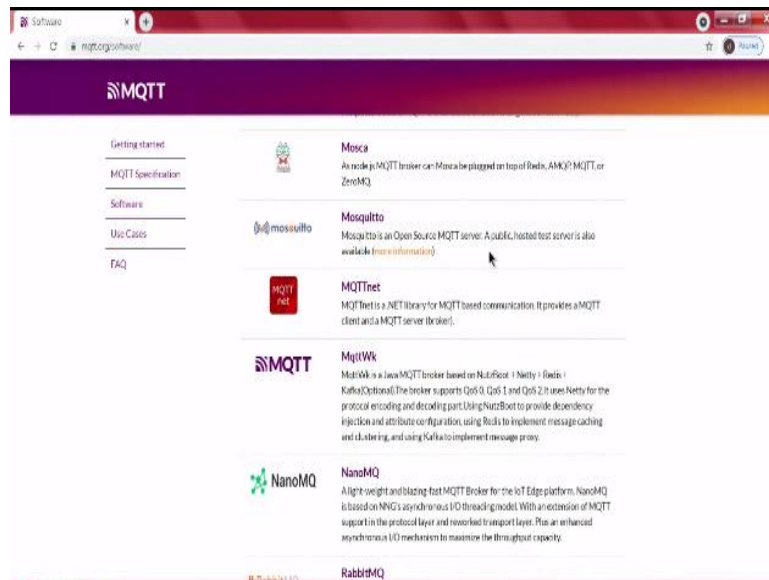 Software
mqtt.org/software/
Paused
MQTT
Getting started
MQTT Specification
Software
Use Cases
FAQ
Mosca
As node.js MQTT broker can Mosca be plugged on top of Redis, AMQP, MQTT, or
ZeroMQ.
mosquitto
Mosquitto
Mosquitto is an Open Source MQTT server. A public, hosted test server is also
available (more information)
MQTT
net
MQTTnet
MQTTnet is a .NET library for MQTT based communication. It provides a MQTT
client and a MQTT server (broker).
MQTT
MqttWk
MqttWk is a Java MQTT broker based on NutzBoot + Netty + Redis +
Kafka(Optional).The broker supports QoS 0, QoS 1 and QoS 2.It uses Netty for the
protocol encoding and decoding part.Using NutzBoot to provide dependency
injection and attribute configuration, using Redis to implement message caching
and clustering, and using Kafka to implement message proxy.
NanoMQ
NanoMQ
A light-weight and blazing-fast MQTT Broker for the IoT Edge platform. NanoMQ
is based on NNG's asynchronous I/O threading model. With an extension of MQTT
support in the protocol layer and reworked transport layer. Plus an enhanced
asynchronous I/O mechanism to maximize the throughput capacity.
RabbitMQ